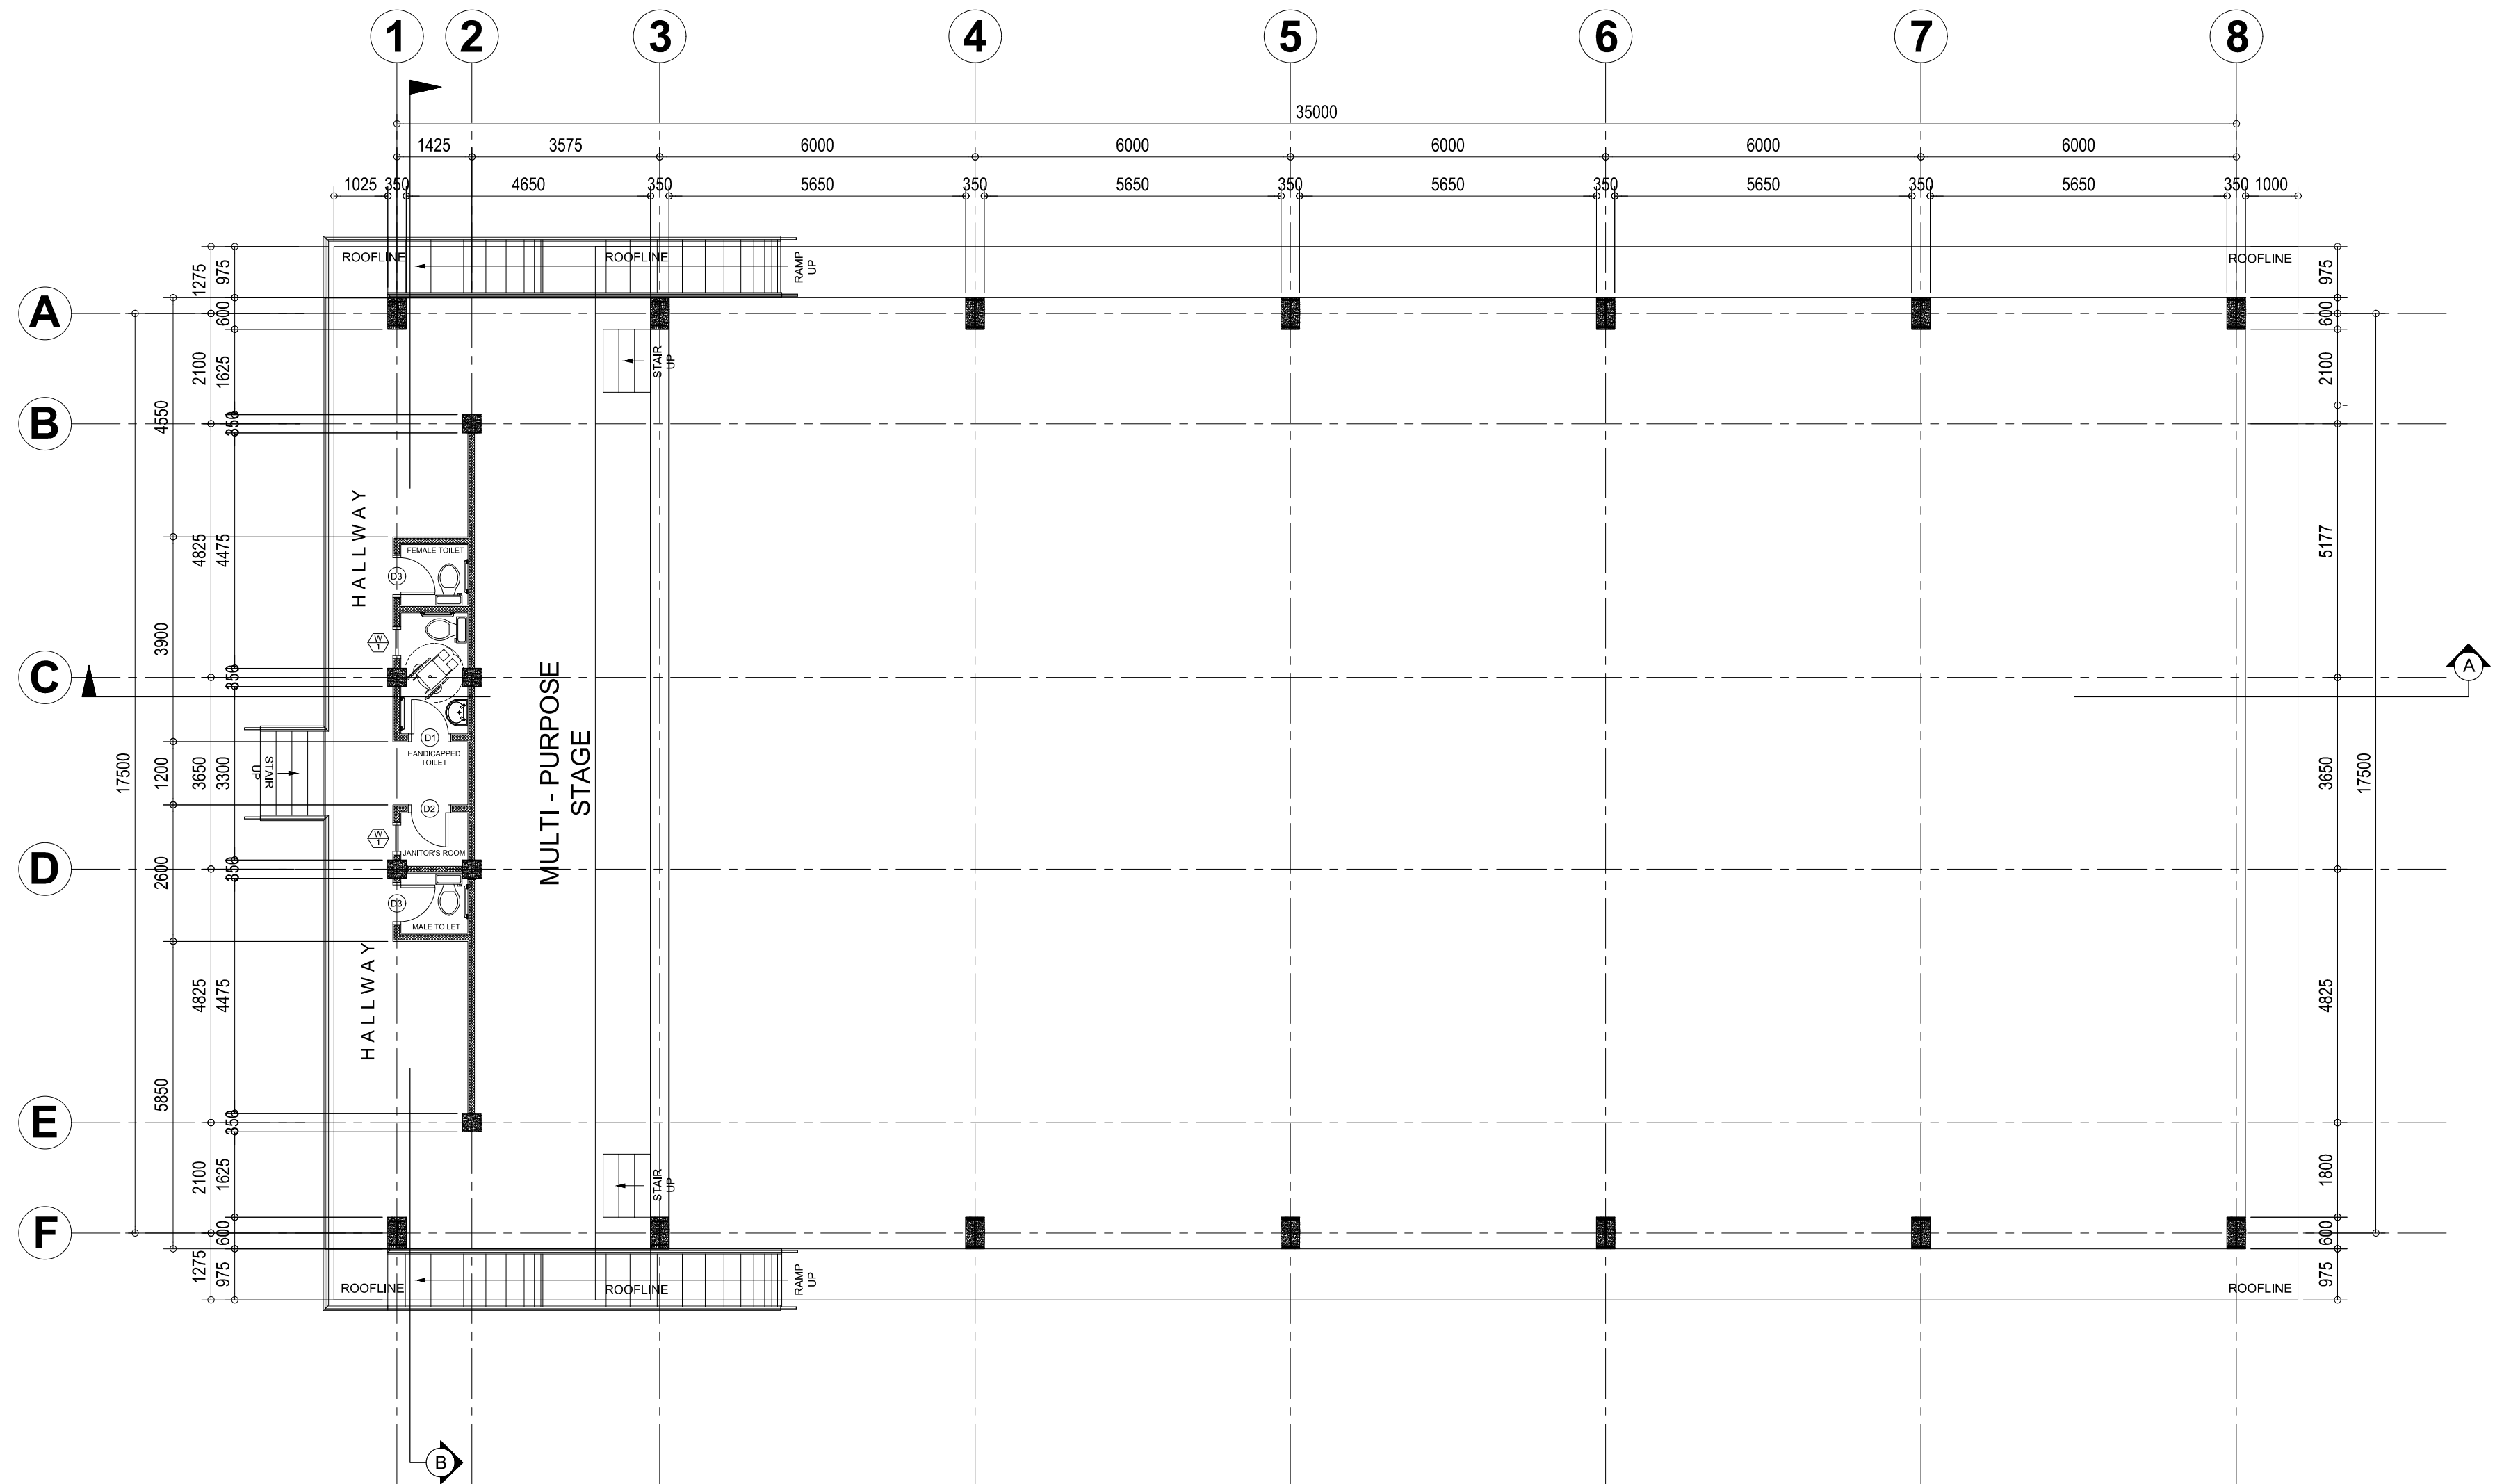 1 2 3 4 5 6 7 8
35000
1425 3575 6000 6000 6000 6000 6000
1025 350 4650 350 5650 350 5650 350 5650 350 5650 350 5650 350 1000
ROOFLINE ROOFLINE ROOFLINE
RAMP
UP
1275 975 975
A
600 600
2100 1625 2100
STAIR
UP
4550
B
350
HALLWAY
4825 4475 5177
FEMALE TOILET
D3
3900
W
1
C
350
A
MULTI - PURPOSE
STAGE
D1
HANDICAPPED
TOILET
17500 1200 3650 3300 3650 17500
STAIR
UP
D2
W
1
JANITOR'S ROOM
D
2600 350
D3
MALE TOILET
HALLWAY
4825 4475 4825
5850
E
350
2100 1625 1800
STAIR
UP
F
600 600
1275 975 975
ROOFLINE ROOFLINE ROOFLINE
RAMP
UP
B